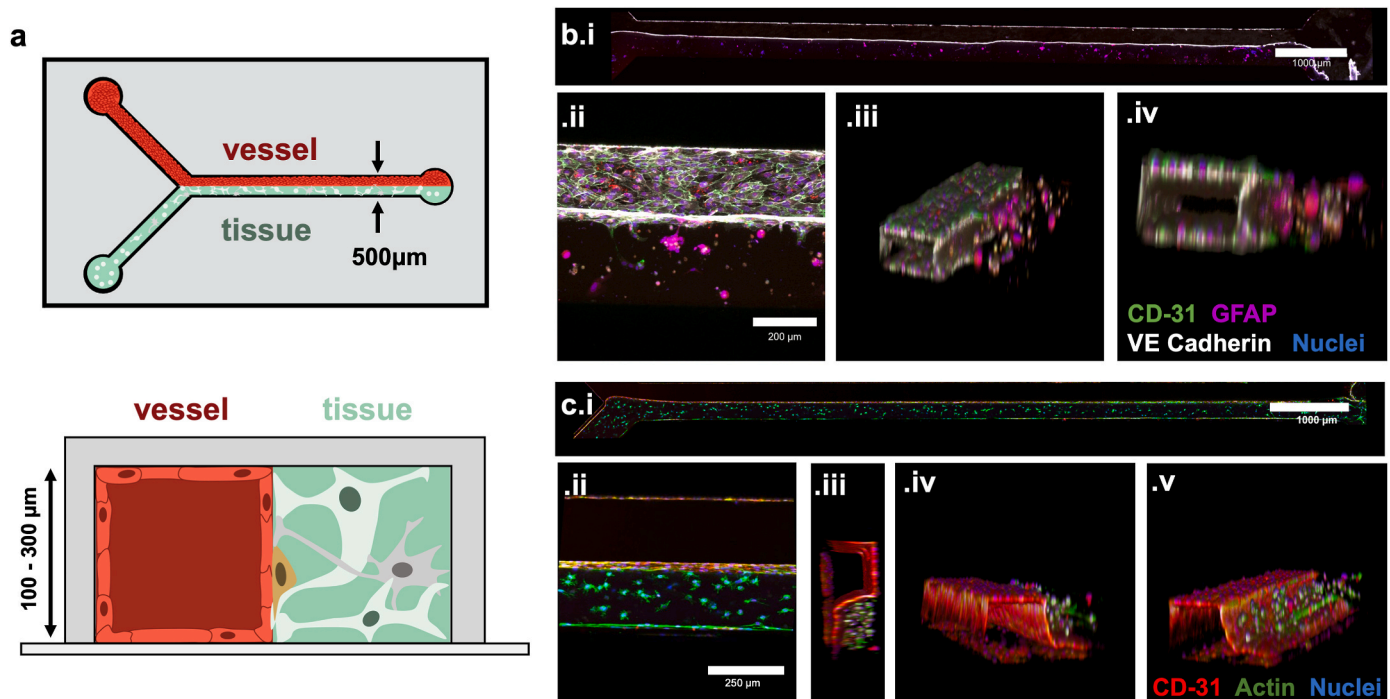 a
vessel
tissue
500µm
vessel tissue
100 - 300 µm
b.i
1000 µm
.ii
200 µm
.iii
.iv
CD-31 GFAP
VE Cadherin Nuclei
c.i
1000 µm
.ii
250 µm
.iii
.iv
.v
CD-31 Actin Nuclei